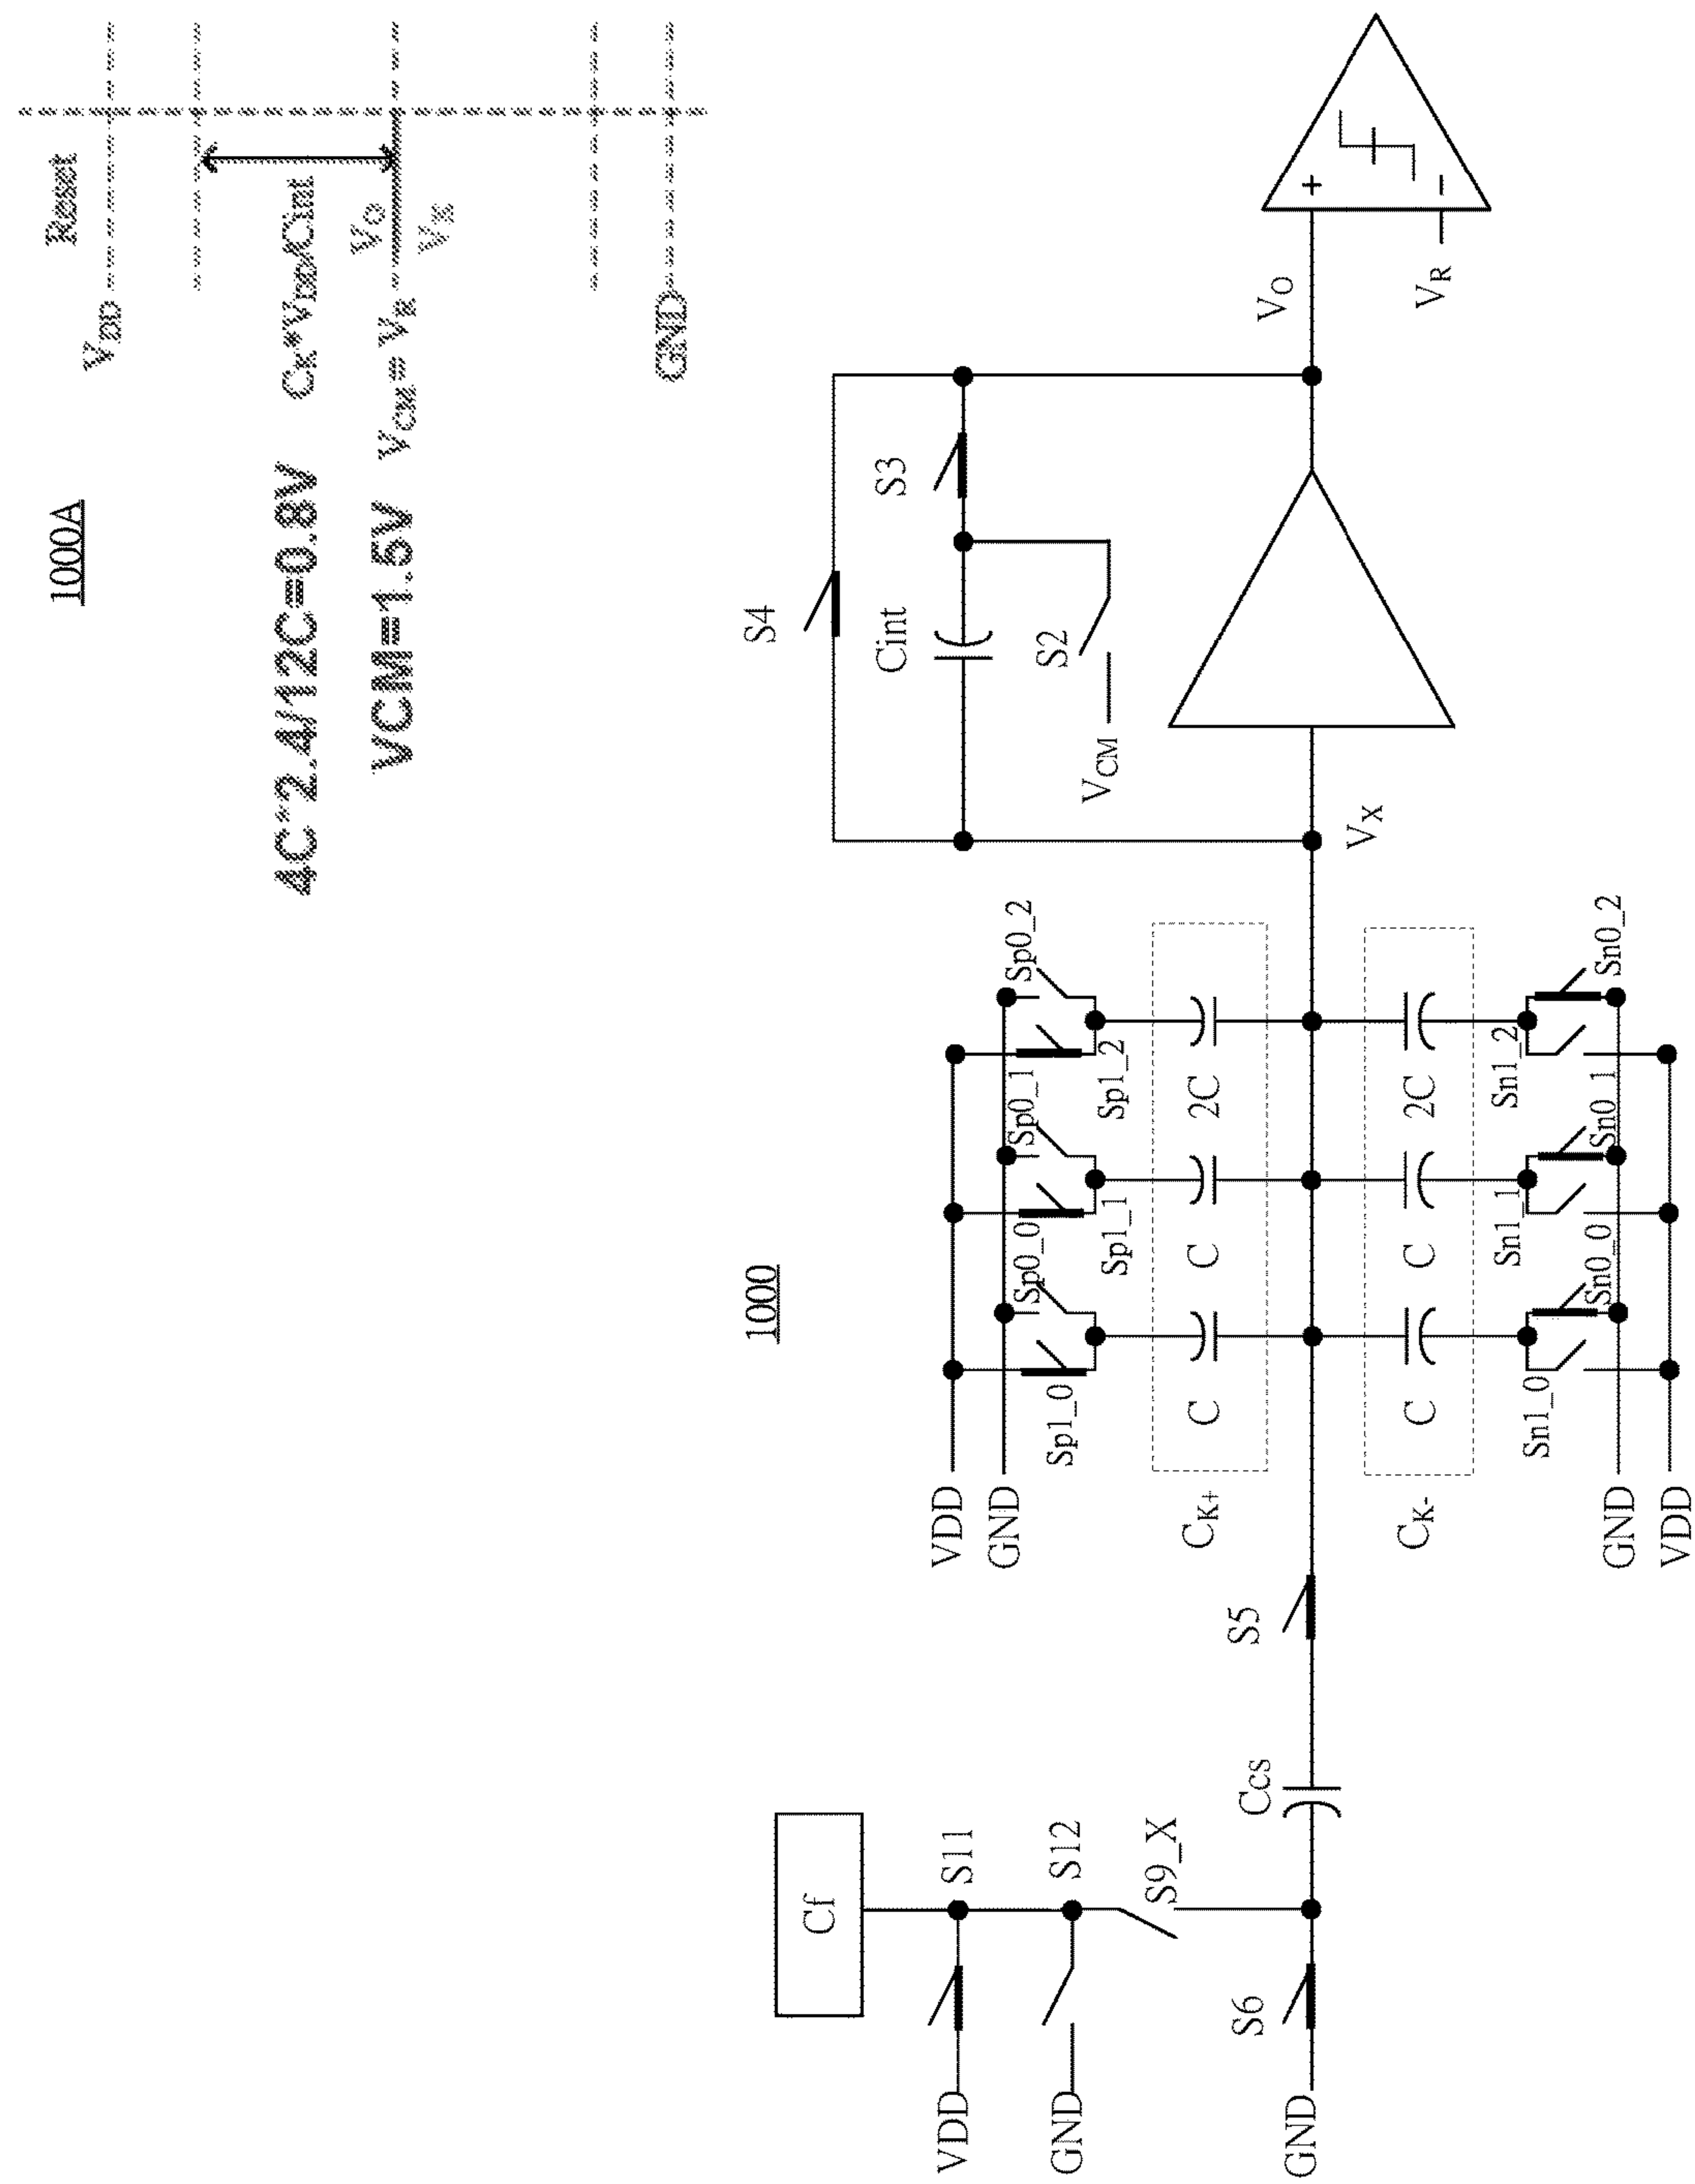 1000A
Reset
VDD
4C*2.4/12C=0.8V
CK*VDD/Cint
VO
VCM=1.5V
VCM= VR
VX
GND
1000
S4
S3
Cint
S2
VCM
VO
VR
+
−
VX
Cf
S11
VDD
S12
GND
S9_X
S6
GND
Ccs
S5
VDD
GND
Sp1_0
Sp0_0
Sp1_1
Sp0_1
Sp1_2
Sp0_2
CK+
C
C
2C
CK-
C
C
2C
Sn1_0
Sn0_0
Sn1_1
Sn0_1
Sn1_2
Sn0_2
GND
VDD